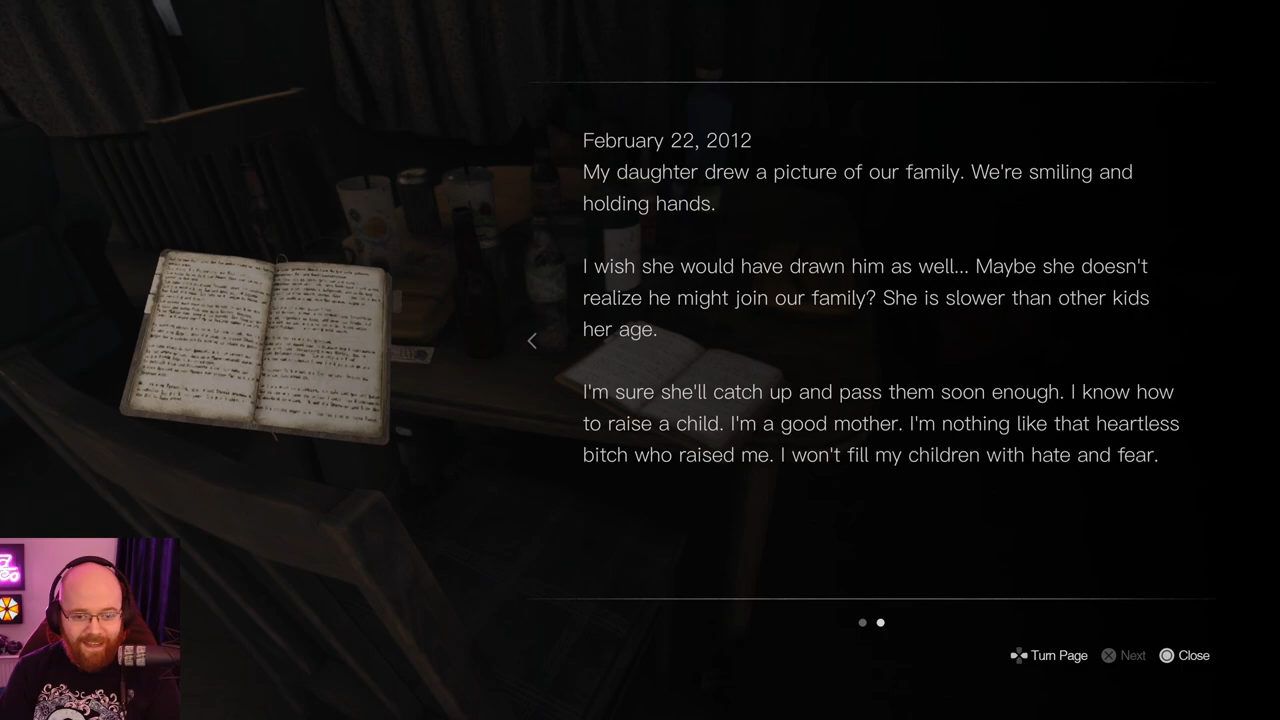 February 22, 2012
My daughter drew a picture of our family. We're smiling and
holding hands.
I wish she would have drawn him as well... Maybe she doesn't
realize he might join our family? She is slower than other kids
her age.
I'm sure she'll catch up and pass them soon enough. I know how
to raise a child. I'm a good mother. I'm nothing like that heartless
bitch who raised me. I won't fill my children with hate and fear.
Turn Page
Next
Close